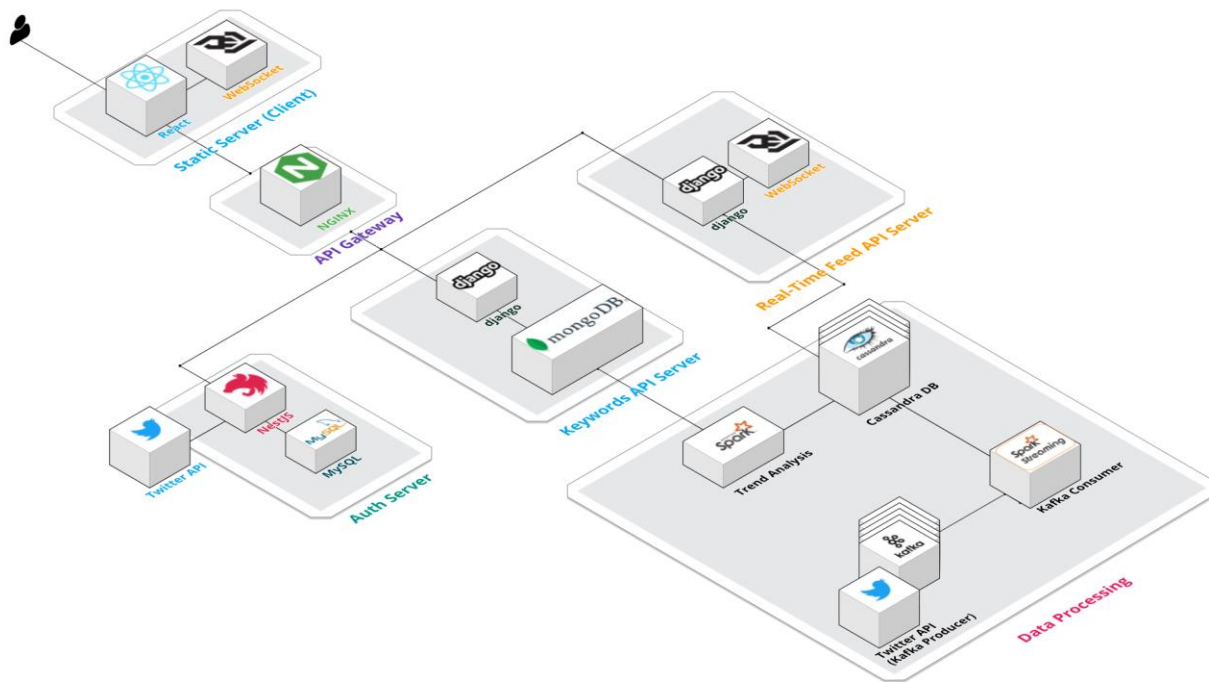 WebSocket
React
Static Server (Client)
N
NGINX
API Gateway
django
WebSocket
django
Real-Time Feed API Server
django
django
mongoDB
Keywords API Server
NestJS
MySQL
MySQL
Twitter API
Auth Server
cassandra
Cassandra DB
Spark
Trend Analysis
Spark
Streaming
Kafka Consumer
kafka
Twitter API
(Kafka Producer)
Data Processing